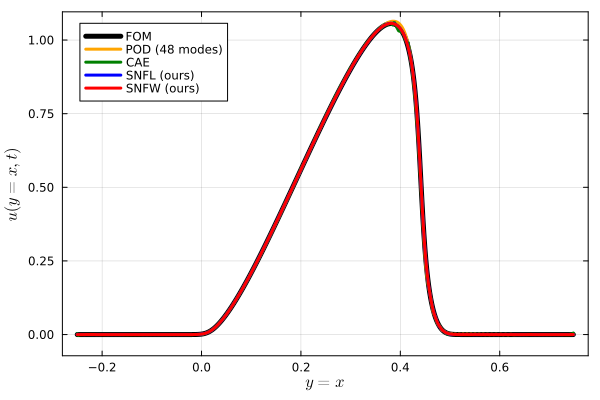 FOM
POD (48 modes)
CAE
SNFL (ours)
SNFW (ours)
u(y = x, t)
1.00
0.75
0.50
0.25
0.00
−0.2 0.0 0.2 0.4 0.6
y = x